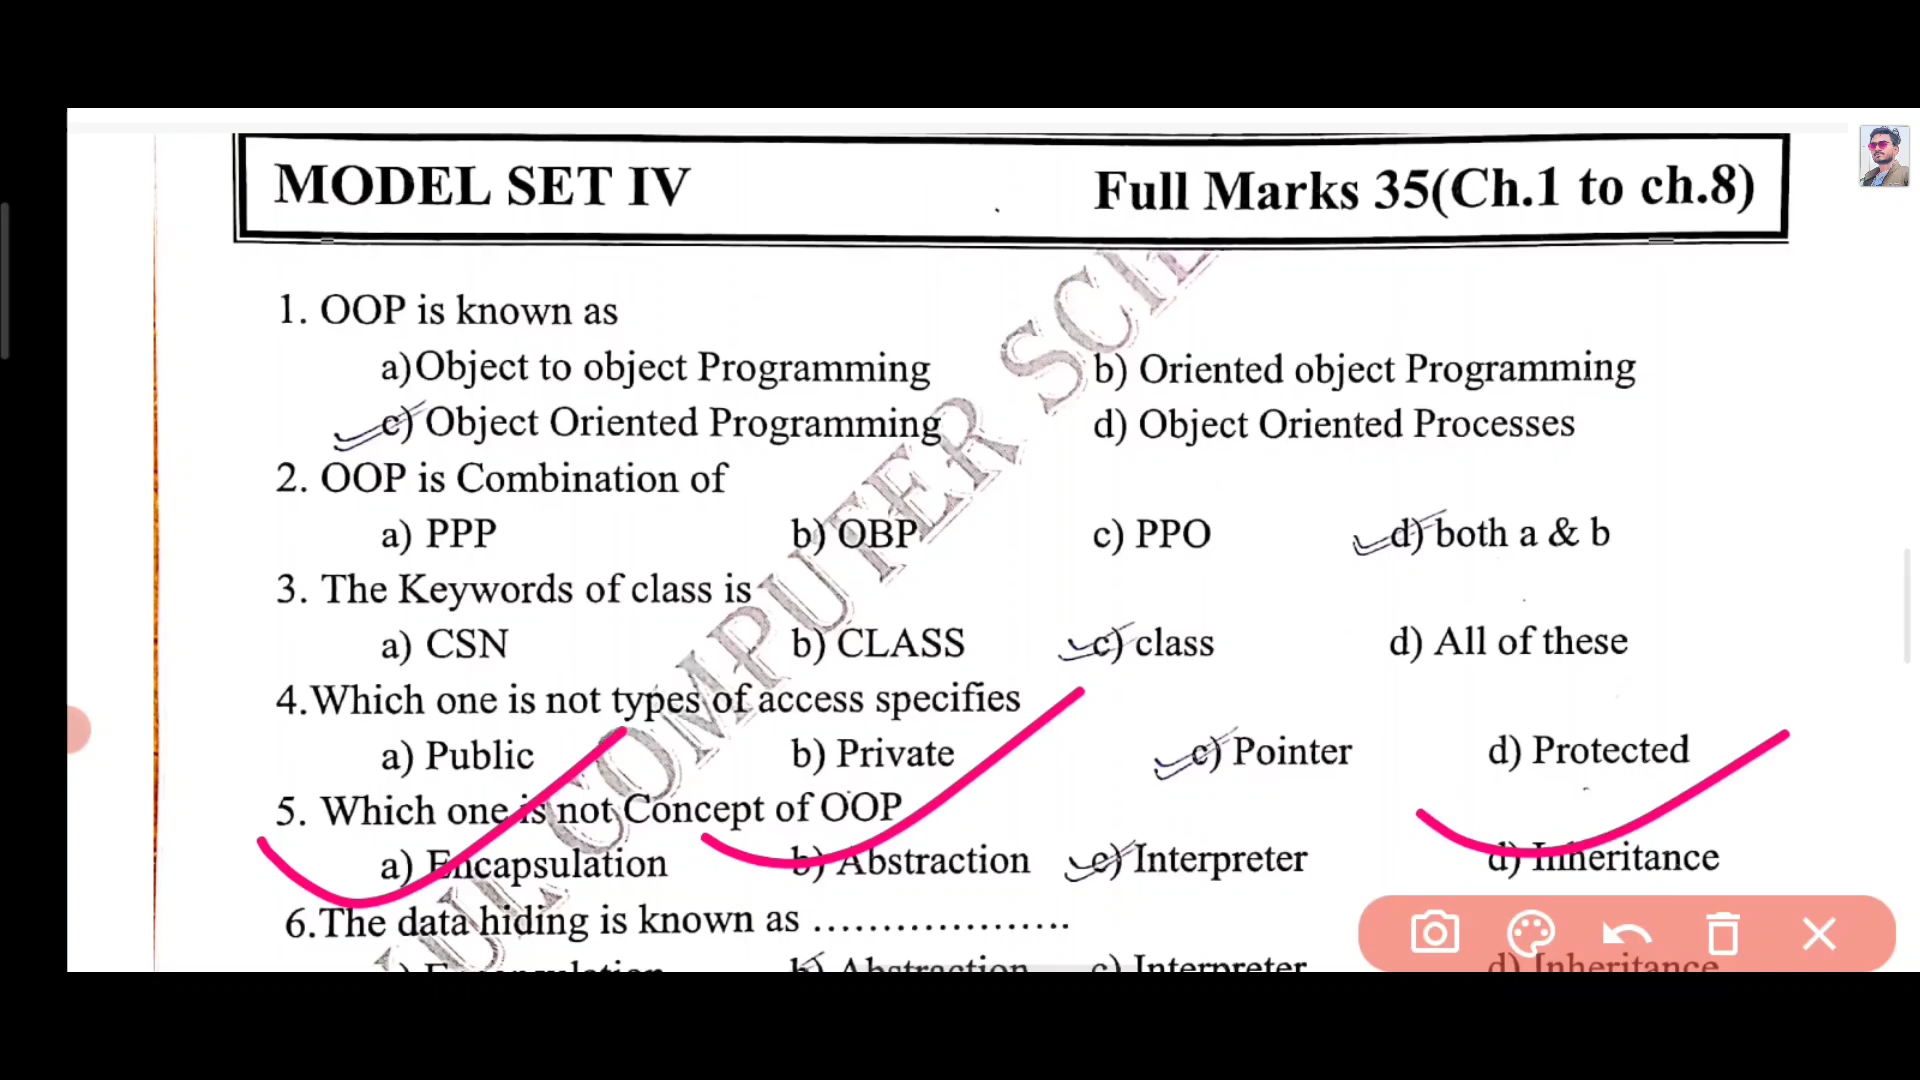 MODEL SET IV Full Marks 35(Ch.1 to ch.8)
1. OOP is known as
a)Object to object Programming b) Oriented object Programming
c) Object Oriented Programming d) Object Oriented Processes
2. OOP is Combination of
a) PPP b) OBP c) PPO d) both a & b
3. The Keywords of class is
a) CSN b) CLASS c) class d) All of these
4.Which one is not types of access specifies
a) Public b) Private c) Pointer d) Protected
5. Which one is not Concept of OOP
a) Encapsulation b) Abstraction c) Interpreter d) Inheritance
6.The data hiding is known as ...................
b) Abstraction c) Interpreter d) Inheritance
COMPUTER